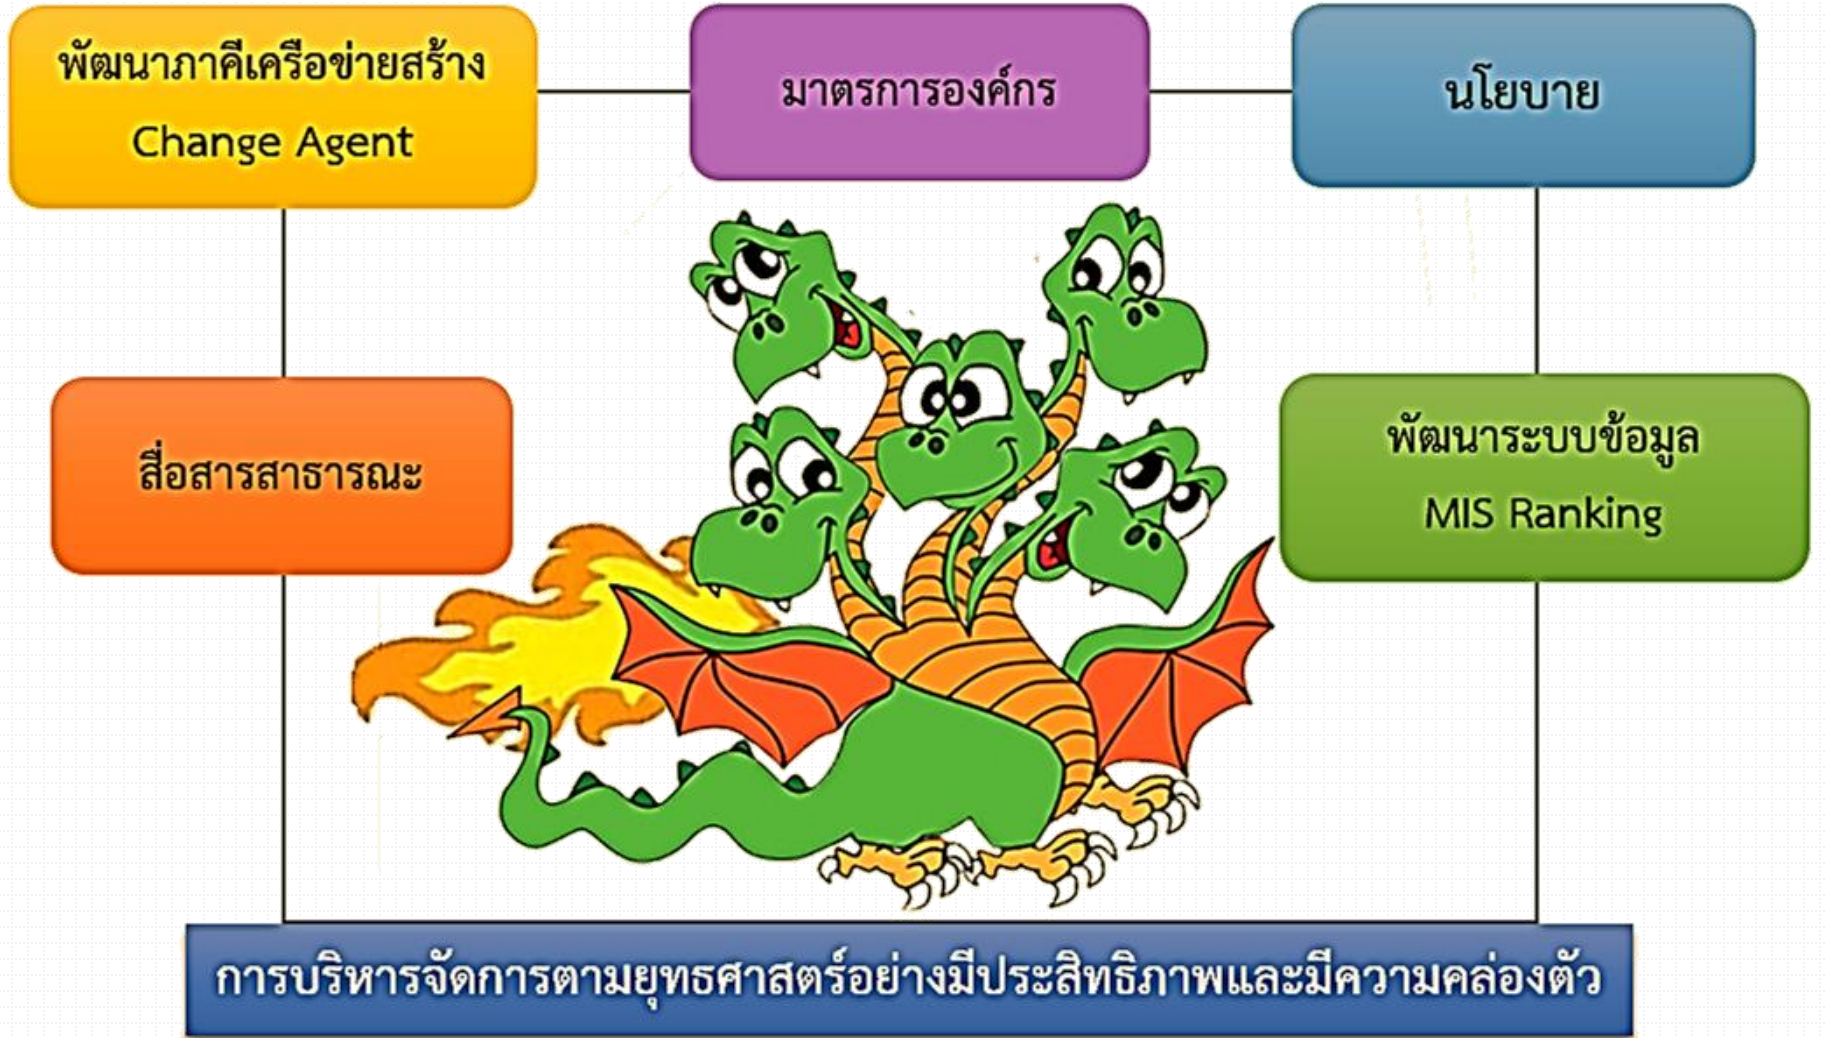 พัฒนาภาคีเครือข่ายสร้าง
Change Agent
มาตรการองค์กร
นโยบาย
สื่อสารสาธารณะ
พัฒนาระบบข้อมูล
MIS Ranking
การบริหารจัดการตามยุทธศาสตร์อย่างมีประสิทธิภาพและมีความคล่องตัว